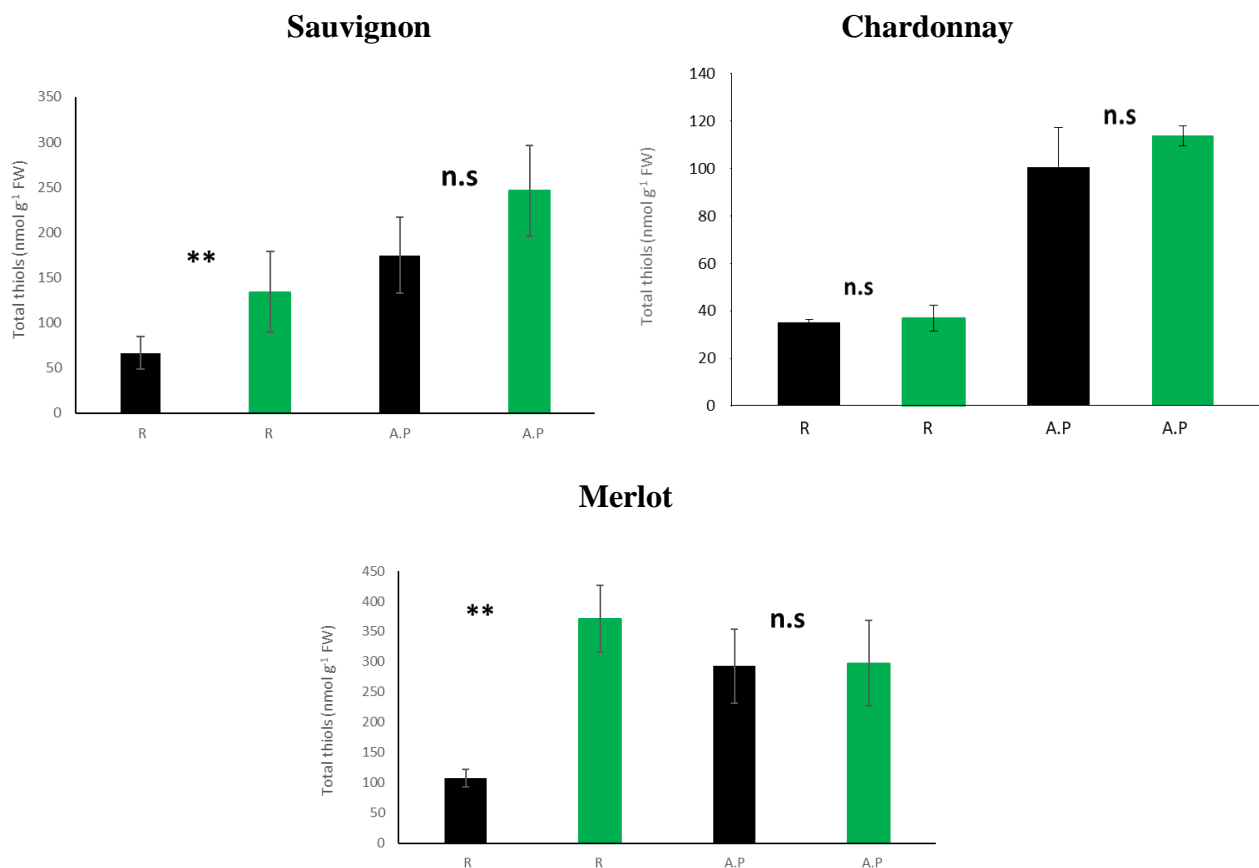 Sauvignon
Total thiols (nmol g⁻¹ FW)
350
300
250
200
150
100
50
0
**
n.s
R
R
A.P
A.P
Chardonnay
Total thiols (nmol g⁻¹ FW)
140
120
100
80
60
40
20
0
n.s
n.s
R
R
A.P
A.P
Merlot
Total thiols (nmol g⁻¹ FW)
450
400
350
300
250
200
150
100
50
0
**
n.s
R
R
A.P
A.P